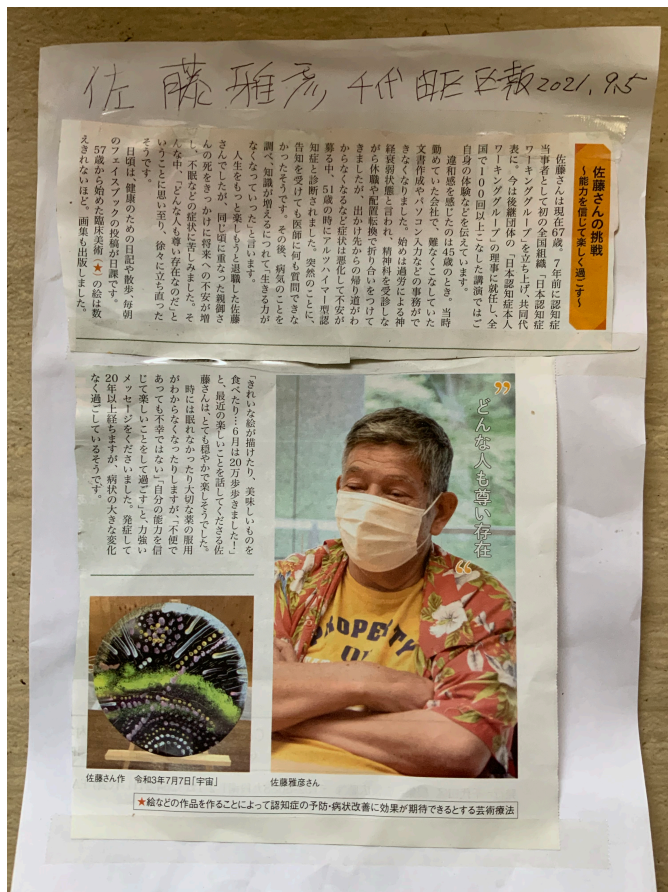 佐藤雅彦 千代田区区報2021.9.5
佐藤さんの挑戦
～能力を信じて楽しく過ごす～
佐藤さんは現在67歳。7年前に認知症
当事者として初の全国組織、「日本認知症
ワーキンググループ」を立ち上げ、共同代
表に。今は後継団体の「日本認知症本人
ワーキンググループ」の理事に就任し、全
国で100回以上こなした講演ではご
自身の体験などを伝えています。
違和感を感じたのは45歳のとき。当時
勤めていた会社で、難なくこなしていた
文書作成やパソコン入力などの事務がで
きなくなりました。始めは過労による神
経衰弱状態と言われ、精神科を受診しな
がら休職や配置転換で折り合いをつけて
きましたが、出かけ先からの帰り道がわ
からなくなるなど症状は悪化して不安が
募る中、51歳の時にアルツハイマー型認
知症と診断されました。突然のことに、
告知を受けても医師に何も質問できな
かったそうです。その後、病気のことを
調べ、知識が増えるにつれて、「生きる力が
なくなっていった」と言います。
人生をもっと楽しもうと退職した佐藤
さんでしたが、同じ頃に重なった親御さ
んの死をきっかけに将来への不安が増
し、不眠などの症状に苦しみました。そ
んな中、「どんな人も尊い存在なのだ」と
いうことに思い至り、徐々に立ち直った
そうです。
日頃は、健康のための日記や散歩、毎朝
のフェイスブックの投稿が日課です。
57歳から始めた臨床美術(★)の絵は数
えきれないほど。画集も出版しました。
「きれいな絵が描けたり、美味しいものを
食べたり…6月は20万歩歩きました!」
と、最近の楽しいことを話してくださる佐
藤さんは、とても穏やかで楽しそうでした。
時には眠れなかったり大切な薬の服用
がわからなくなったりしますが、「不便で
あっても不幸ではない」、「自分の能力を信
じて楽しいことをして過ごす」と、力強い
メッセージをくださいました。発症して
20年以上経ちますが、病状の大きな変化
なく過ごしているそうです。
”どんな人も尊い存在“
PROPERTY
佐藤さん作 令和3年7月7日「宇宙」
佐藤雅彦さん
★絵などの作品を作ることによって認知症の予防・病状改善に効果が期待できるとする芸術療法